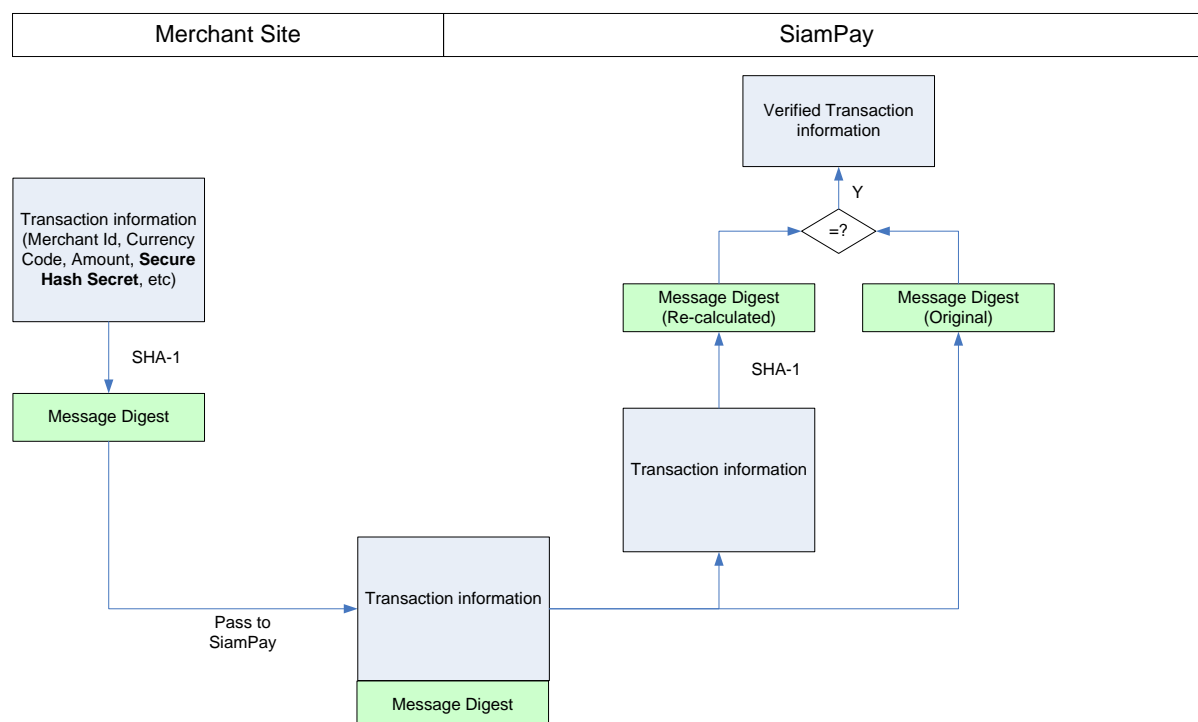 Merchant Site
SiamPay
Verified Transaction
information
Y
=?
Transaction information
(Merchant Id, Currency
Code, Amount, Secure
Hash Secret, etc)
Message Digest
(Re-calculated)
Message Digest
(Original)
SHA-1
SHA-1
Message Digest
Transaction information
Transaction information
Pass to
SiamPay
Message Digest